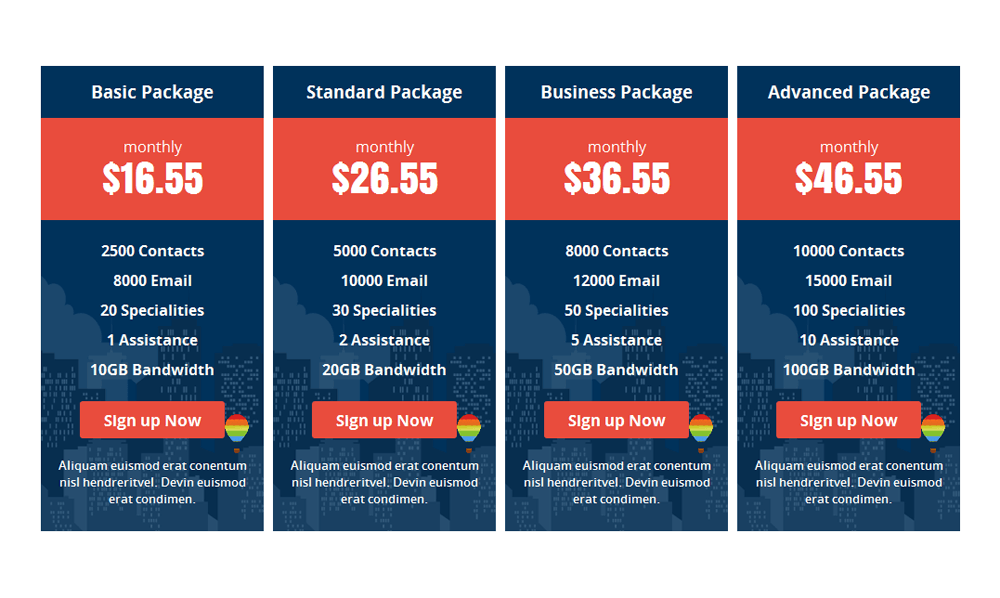 Basic Package
monthly
$16.55
2500 Contacts
8000 Email
20 Specialities
1 Assistance
10GB Bandwidth
SIgn up Now
Aliquam euismod erat conentum
nisl hendreritvel. Devin euismod
erat condimen.
Standard Package
monthly
$26.55
5000 Contacts
10000 Email
30 Specialities
2 Assistance
20GB Bandwidth
SIgn up Now
Aliquam euismod erat conentum
nisl hendreritvel. Devin euismod
erat condimen.
Business Package
monthly
$36.55
8000 Contacts
12000 Email
50 Specialities
5 Assistance
50GB Bandwidth
SIgn up Now
Aliquam euismod erat conentum
nisl hendreritvel. Devin euismod
erat condimen.
Advanced Package
monthly
$46.55
10000 Contacts
15000 Email
100 Specialities
10 Assistance
100GB Bandwidth
SIgn up Now
Aliquam euismod erat conentum
nisl hendreritvel. Devin euismod
erat condimen.